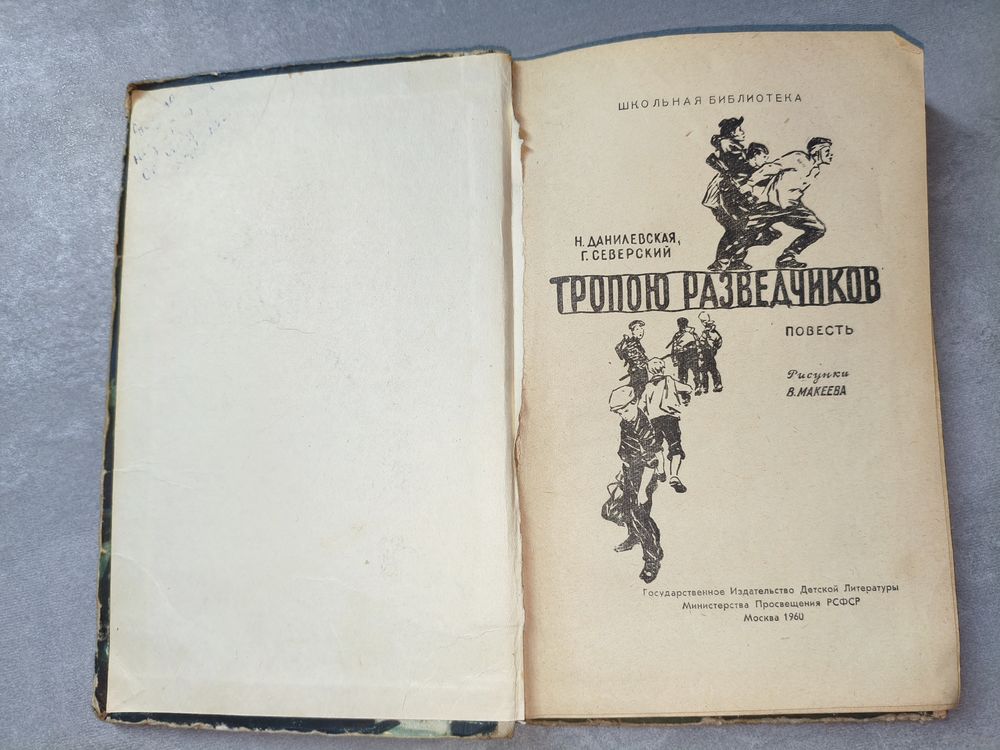 ШКОЛЬНАЯ БИБЛИОТЕКА
Н. ДАНИЛЕВСКАЯ,
Г. СЕВЕРСКИЙ
ТРОПОЮ РАЗВЕДЧИКОВ
ПОВЕСТЬ
Рисунки
В. МАКЕЕВА
Государственное Издательство Детской Литературы
Министерства Просвещения РСФСР
Москва 1960